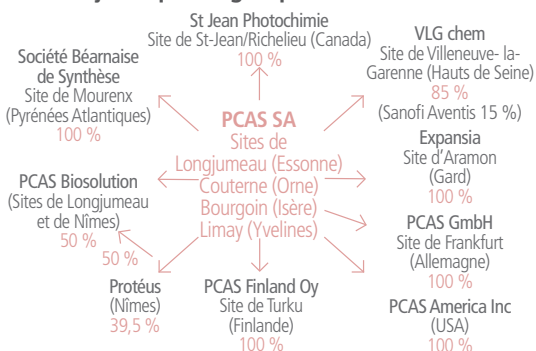 St Jean Photochimie
Site de St-Jean/Richelieu (Canada)
100 %
VLG chem
Site de Villeneuve- la-
Garenne (Hauts de Seine)
85 %
(Sanofi Aventis 15 %)
Société Béarnaise
de Synthèse
Site de Mourenx
(Pyrénées Atlantiques)
100 %
PCAS SA
Sites de
Longjumeau (Essonne)
Couterne (Orne)
Bourgoin (Isère)
Limay (Yvelines)
Expansia
Site d'Aramon
(Gard)
100 %
PCAS Biosolution
(Sites de Longjumeau
et de Nîmes)
50 %
50 %
PCAS GmbH
Site de Frankfurt
(Allemagne)
100 %
Protéus
(Nîmes)
39,5 %
PCAS Finland Oy
Site de Turku
(Finlande)
100 %
PCAS America Inc
(USA)
100 %